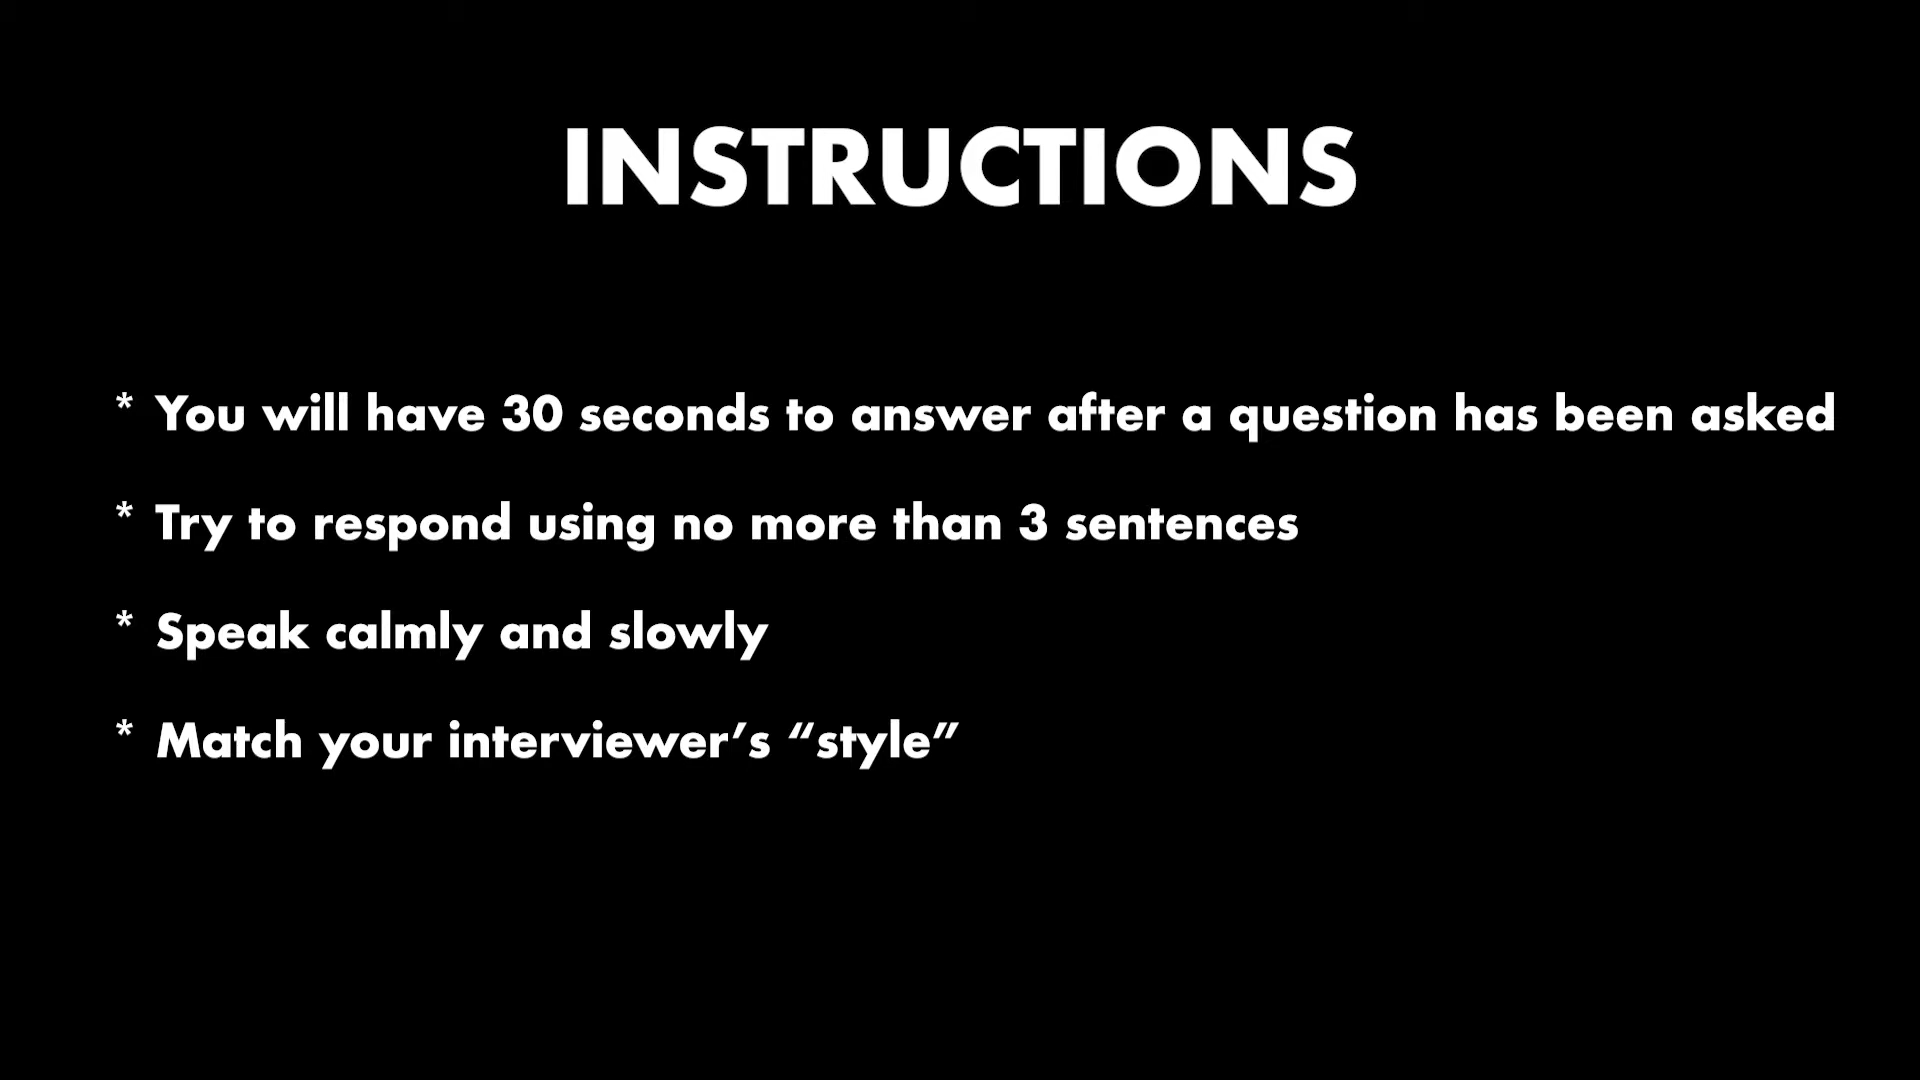 INSTRUCTIONS
* You will have 30 seconds to answer after a question has been asked
* Try to respond using no more than 3 sentences
* Speak calmly and slowly
* Match your interviewer’s “style”